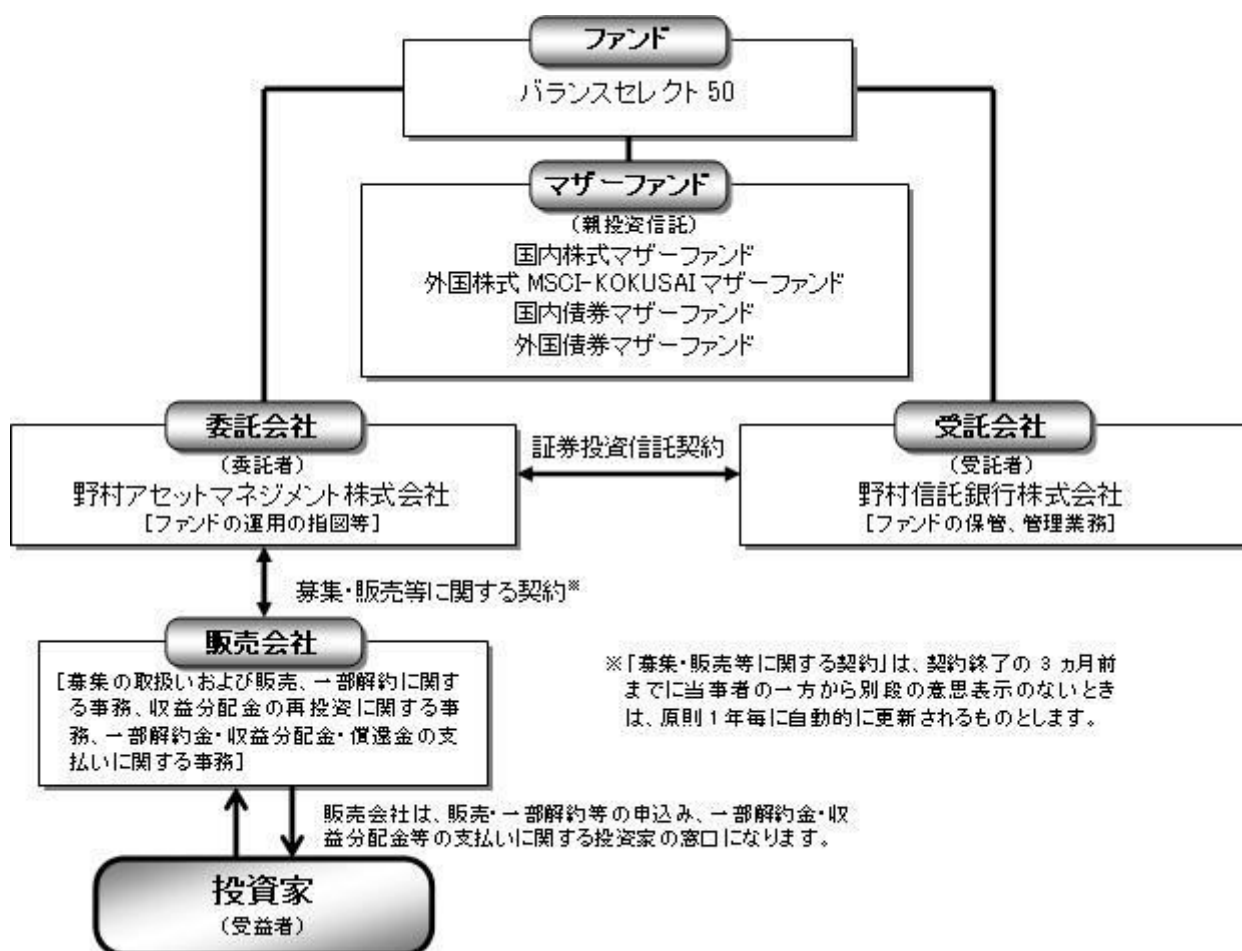 ファンド
バランスセレクト50
マザーファンド
(親投資信託)
国内株式マザーファンド
外国株式MSCI-KOKUSAIマザーファンド
国内債券マザーファンド
外国債券マザーファンド
委託会社
(委託者)
野村アセットマネジメント株式会社
[ファンドの運用の指図等]
証券投資信託契約
受託会社
(受託者)
野村信託銀行株式会社
[ファンドの保管、管理業務]
募集・販売等に関する契約※
販売会社
[募集の取扱いおよび販売、一部解約に関す
る事務、収益分配金の再投資に関する事
務、一部解約金・収益分配金・償還金の支
払いに関する事務]
※「募集・販売等に関する契約」は、契約終了の3ヵ月前
までに当事者の一方から別段の意思表示のないとき
は、原則1年毎に自動的に更新されるものとします。
販売会社は、販売・一部解約等の申込み、一部解約金・収
益分配金等の支払いに関する投資家の窓口になります。
投資家
(受益者)